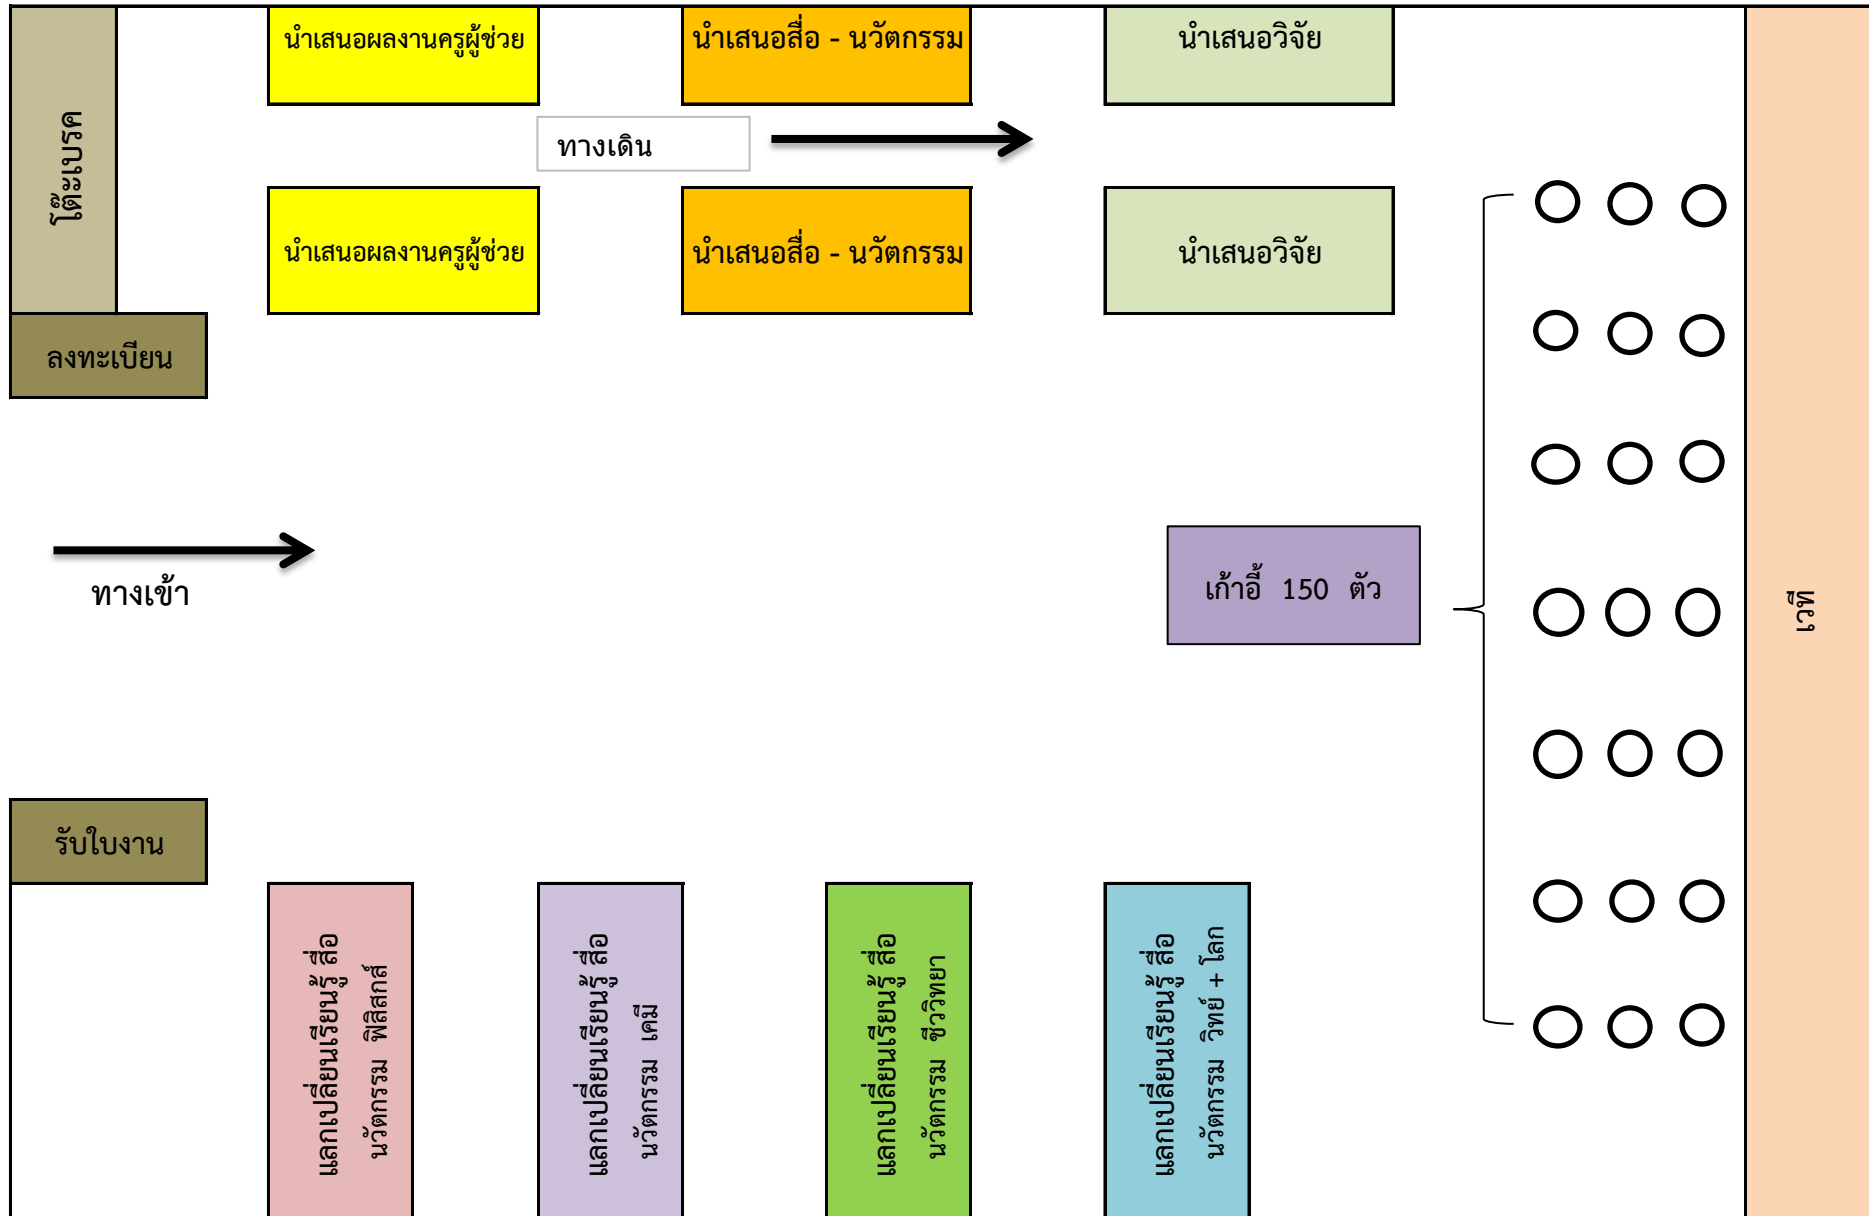 นำเสนอผลงานครูผู้ช่วย
นำเสนอสื่อ - นวัตกรรม
นำเสนอวิจัย
โต๊ะเบรค
ทางเดิน
นำเสนอผลงานครูผู้ช่วย
นำเสนอสื่อ - นวัตกรรม
นำเสนอวิจัย
ลงทะเบียน
ทางเข้า
เก้าอี้ 150 ตัว
เวที
รับใบงาน
แลกเปลี่ยนเรียนรู้ สื่อ
นวัตกรรม ฟิสิสกส์
แลกเปลี่ยนเรียนรู้ สื่อ
นวัตกรรม เคมี
แลกเปลี่ยนเรียนรู้ สื่อ
นวัตกรรม ชีววิทยา
แลกเปลี่ยนเรียนรู้ สื่อ
นวัตกรรม วิทย์ + โลก